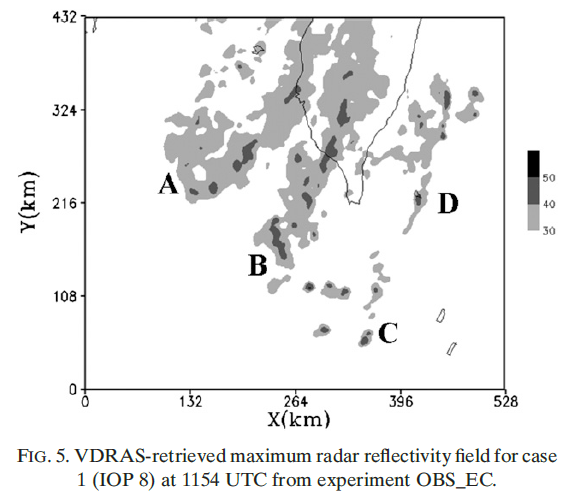 432
324
216
108
0
Y(km)
A
B
C
D
50
40
30
0
132
264
396
528
X(km)
FIG. 5. VDRAS-retrieved maximum radar reflectivity field for case
1 (IOP 8) at 1154 UTC from experiment OBS_EC.